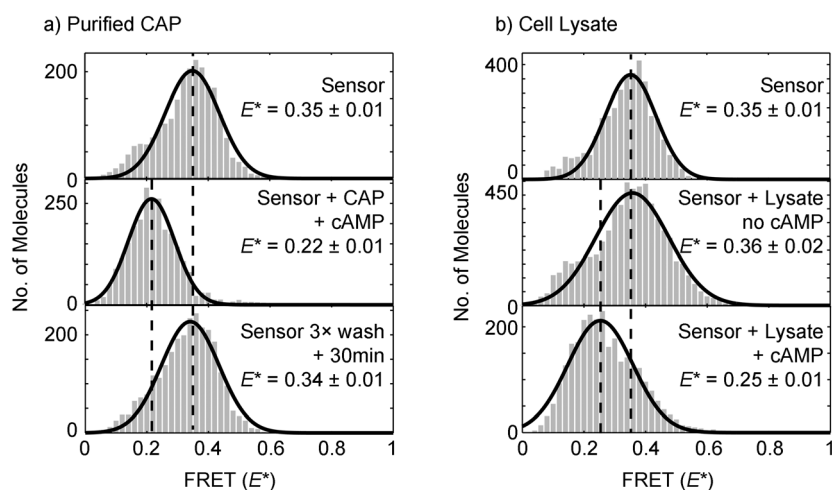 a) Purified CAP
b) Cell Lysate
No. of Molecules
200
0
Sensor
E* = 0.35 ± 0.01
250
0
Sensor + CAP
+ cAMP
E* = 0.22 ± 0.01
200
0
Sensor 3× wash
+ 30min
E* = 0.34 ± 0.01
0 0.2 0.4 0.6 0.8 1
FRET (E*)
No. of Molecules
400
0
Sensor
E* = 0.35 ± 0.01
450
0
Sensor + Lysate
no cAMP
E* = 0.36 ± 0.02
200
0
Sensor + Lysate
+ cAMP
E* = 0.25 ± 0.01
0 0.2 0.4 0.6 0.8 1
FRET (E*)